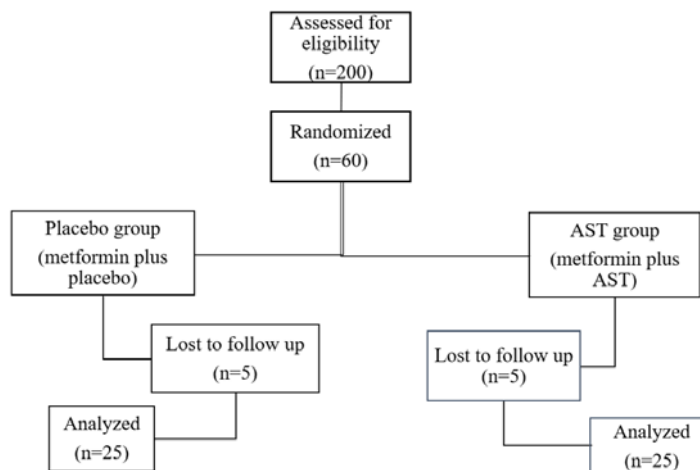 Assessed for
eligibility
(n=200)
Randomized
(n=60)
Placebo group
(metformin plus
placebo)
AST group
(metformin plus
AST)
Lost to follow up
(n=5)
Lost to follow up
(n=5)
Analyzed
(n=25)
Analyzed
(n=25)